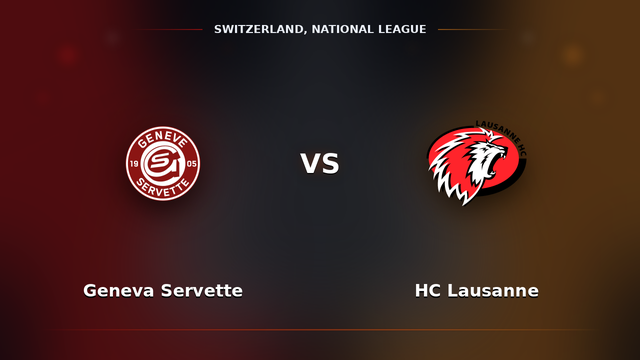 SWITZERLAND, NATIONAL LEAGUE
GENEVE
19 05
SERVETTE
LAUSANNE HC
VS
Geneva Servette
HC Lausanne